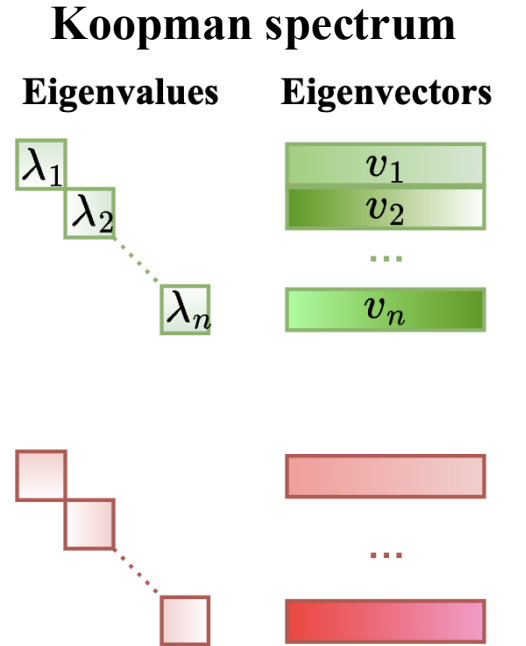 Koopman spectrum
Eigenvalues Eigenvectors
λ₁ v₁
λ₂ v₂
...
λₙ vₙ
...